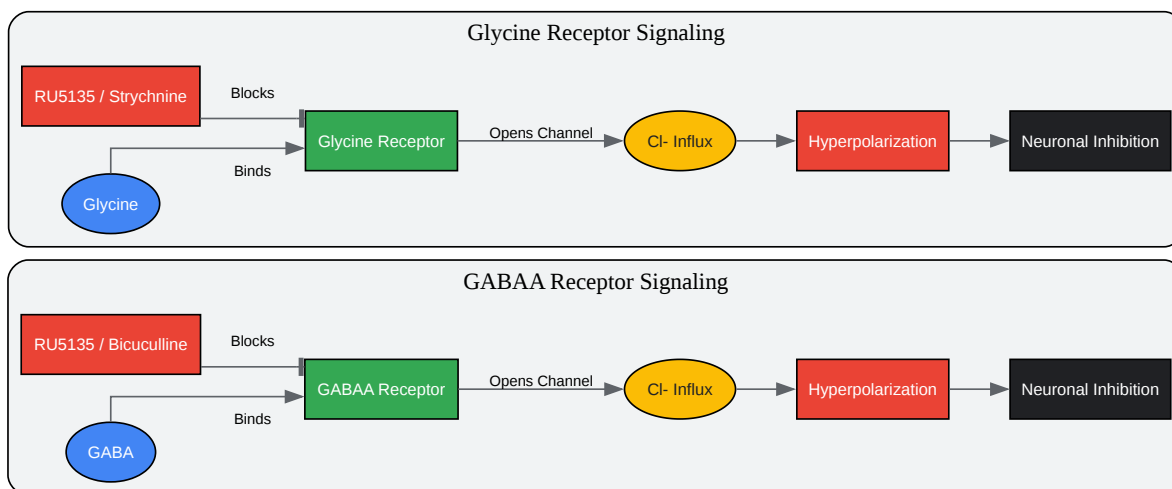 Glycine Receptor Signaling
RU5135 / Strychnine
Blocks
Glycine Receptor
Opens Channel
Cl- Influx
Hyperpolarization
Neuronal Inhibition
Binds
Glycine
GABAA Receptor Signaling
RU5135 / Bicuculline
Blocks
GABAA Receptor
Opens Channel
Cl- Influx
Hyperpolarization
Neuronal Inhibition
Binds
GABA